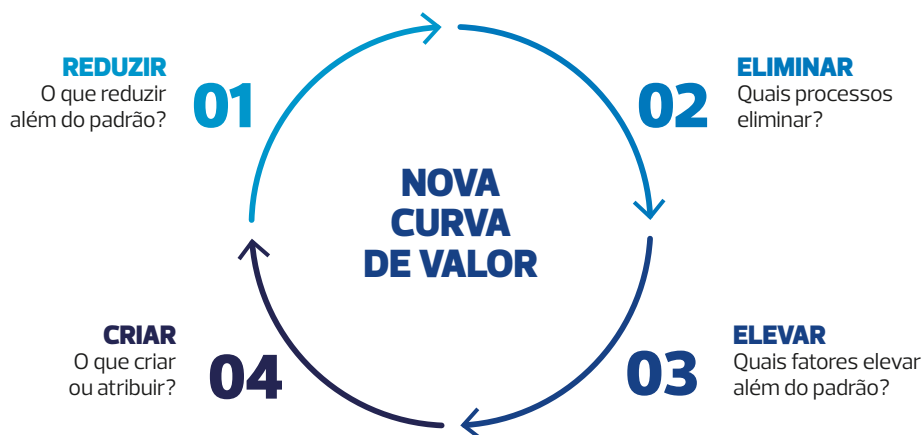 REDUZIR
O que reduzir
além do padrão?
01
02
ELIMINAR
Quais processos
eliminar?
NOVA
CURVA
DE VALOR
CRIAR
O que criar
ou atribuir?
04
03
ELEVAR
Quais fatores elevar
além do padrão?